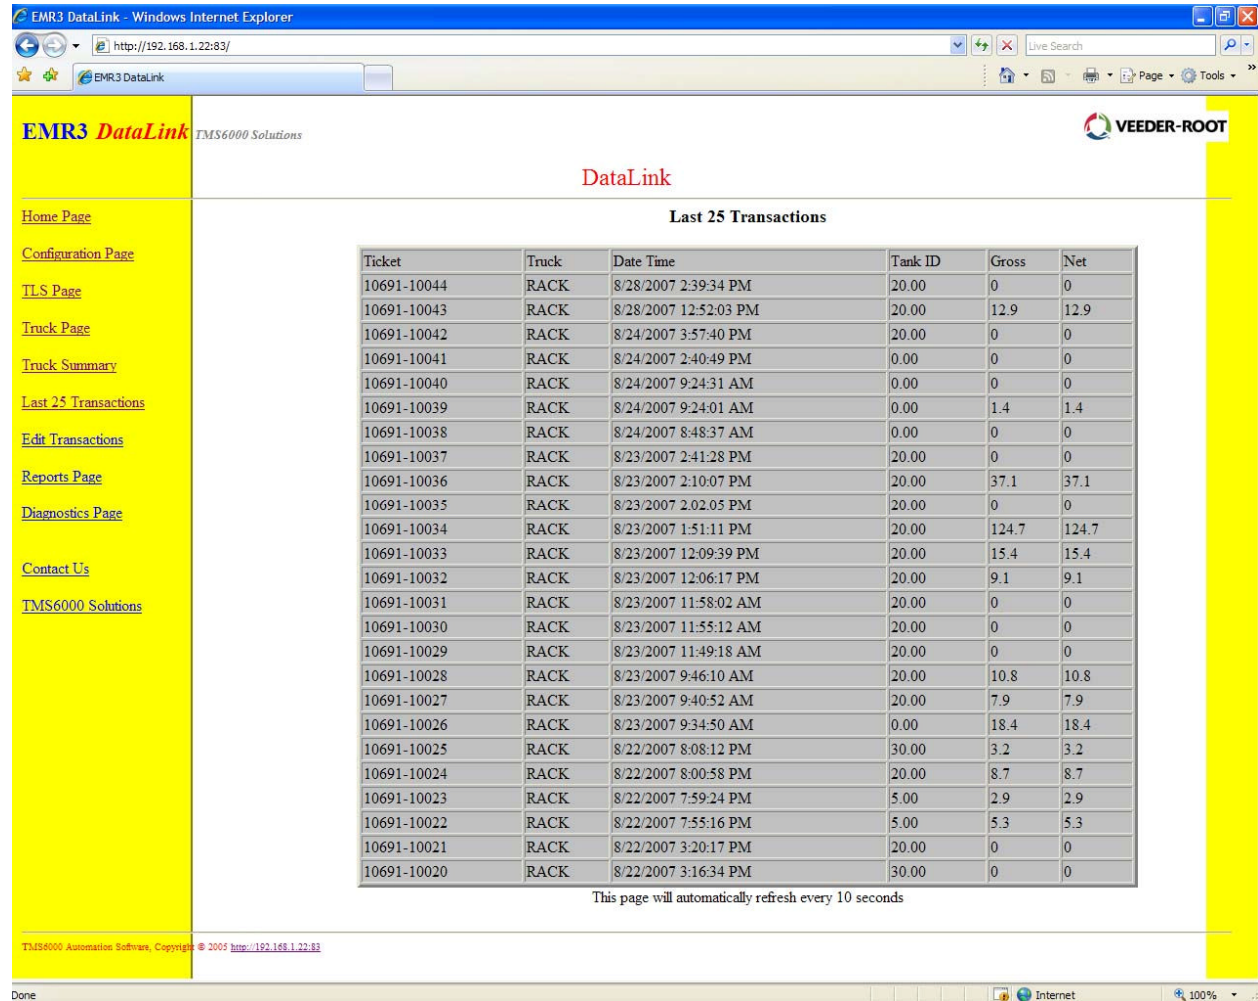 EMR3 DataLink - Windows Internet Explorer
http://192.168.1.22:83/
Live Search
EMR3 DataLink
Page
Tools
EMR3 DataLink TMS6000 Solutions
VEEDER-ROOT
DataLink
Home Page
Configuration Page
TLS Page
Truck Page
Truck Summary
Last 25 Transactions
Edit Transactions
Reports Page
Diagnostics Page
Contact Us
TMS6000 Solutions
Last 25 Transactions
Ticket Truck Date Time Tank ID Gross Net
10691-10044 RACK 8/28/2007 2:39:34 PM 20.00 0 0
10691-10043 RACK 8/28/2007 12:52:03 PM 20.00 12.9 12.9
10691-10042 RACK 8/24/2007 3:57:40 PM 20.00 0 0
10691-10041 RACK 8/24/2007 2:40:49 PM 0.00 0 0
10691-10040 RACK 8/24/2007 9:24:31 AM 0.00 0 0
10691-10039 RACK 8/24/2007 9:24:01 AM 0.00 1.4 1.4
10691-10038 RACK 8/24/2007 8:48:37 AM 0.00 0 0
10691-10037 RACK 8/23/2007 2:41:28 PM 20.00 0 0
10691-10036 RACK 8/23/2007 2:10:07 PM 20.00 37.1 37.1
10691-10035 RACK 8/23/2007 2:02:05 PM 20.00 0 0
10691-10034 RACK 8/23/2007 1:51:11 PM 20.00 124.7 124.7
10691-10033 RACK 8/23/2007 12:09:39 PM 20.00 15.4 15.4
10691-10032 RACK 8/23/2007 12:06:17 PM 20.00 9.1 9.1
10691-10031 RACK 8/23/2007 11:58:02 AM 20.00 0 0
10691-10030 RACK 8/23/2007 11:55:12 AM 20.00 0 0
10691-10029 RACK 8/23/2007 11:49:18 AM 20.00 0 0
10691-10028 RACK 8/23/2007 9:46:10 AM 20.00 10.8 10.8
10691-10027 RACK 8/23/2007 9:40:52 AM 20.00 7.9 7.9
10691-10026 RACK 8/23/2007 9:34:50 AM 0.00 18.4 18.4
10691-10025 RACK 8/22/2007 8:08:12 PM 30.00 3.2 3.2
10691-10024 RACK 8/22/2007 8:00:58 PM 20.00 8.7 8.7
10691-10023 RACK 8/22/2007 7:59:24 PM 5.00 2.9 2.9
10691-10022 RACK 8/22/2007 7:55:16 PM 5.00 5.3 5.3
10691-10021 RACK 8/22/2007 3:20:17 PM 20.00 0 0
10691-10020 RACK 8/22/2007 3:16:34 PM 30.00 0 0
This page will automatically refresh every 10 seconds
TMS6000 Automation Software, Copyright © 2005 http://192.168.1.22:83
Done
Internet
100%